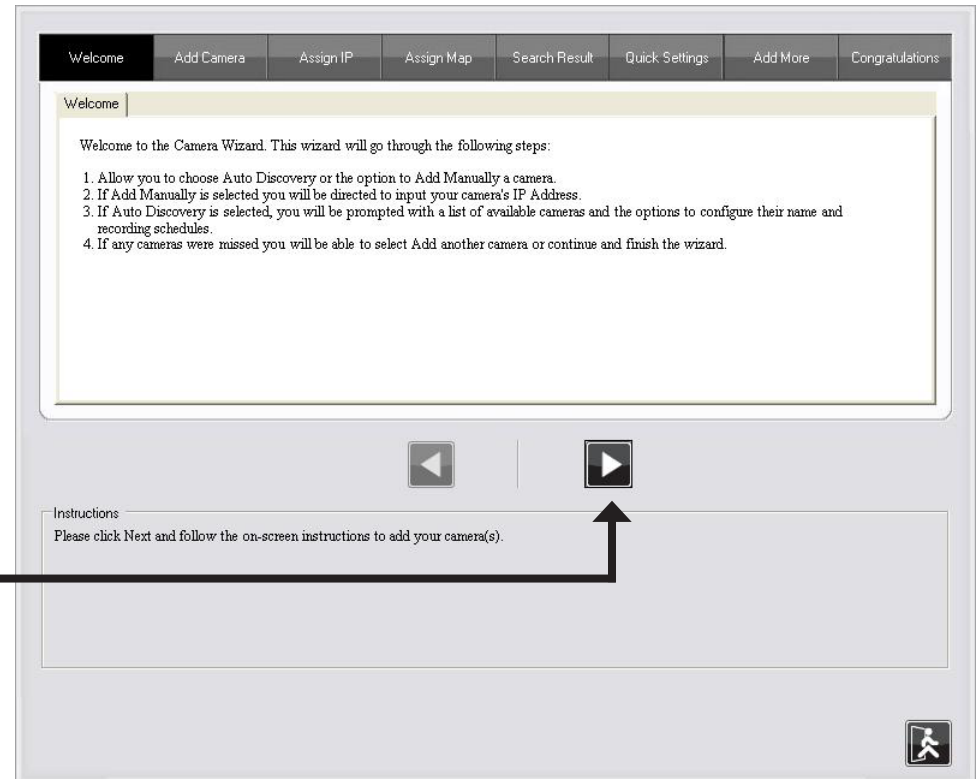 Welcome Add Camera Assign IP Assign Map Search Result Quick Settings Add More Congratulations
Welcome
Welcome to the Camera Wizard. This wizard will go through the following steps:
1. Allow you to choose Auto Discovery or the option to Add Manually a camera.
2. If Add Manually is selected you will be directed to input your camera's IP Address.
3. If Auto Discovery is selected, you will be prompted with a list of available cameras and the options to configure their name and
recording schedules.
4. If any cameras were missed you will be able to select Add another camera or continue and finish the wizard.
Instructions
Please click Next and follow the on-screen instructions to add your camera(s).